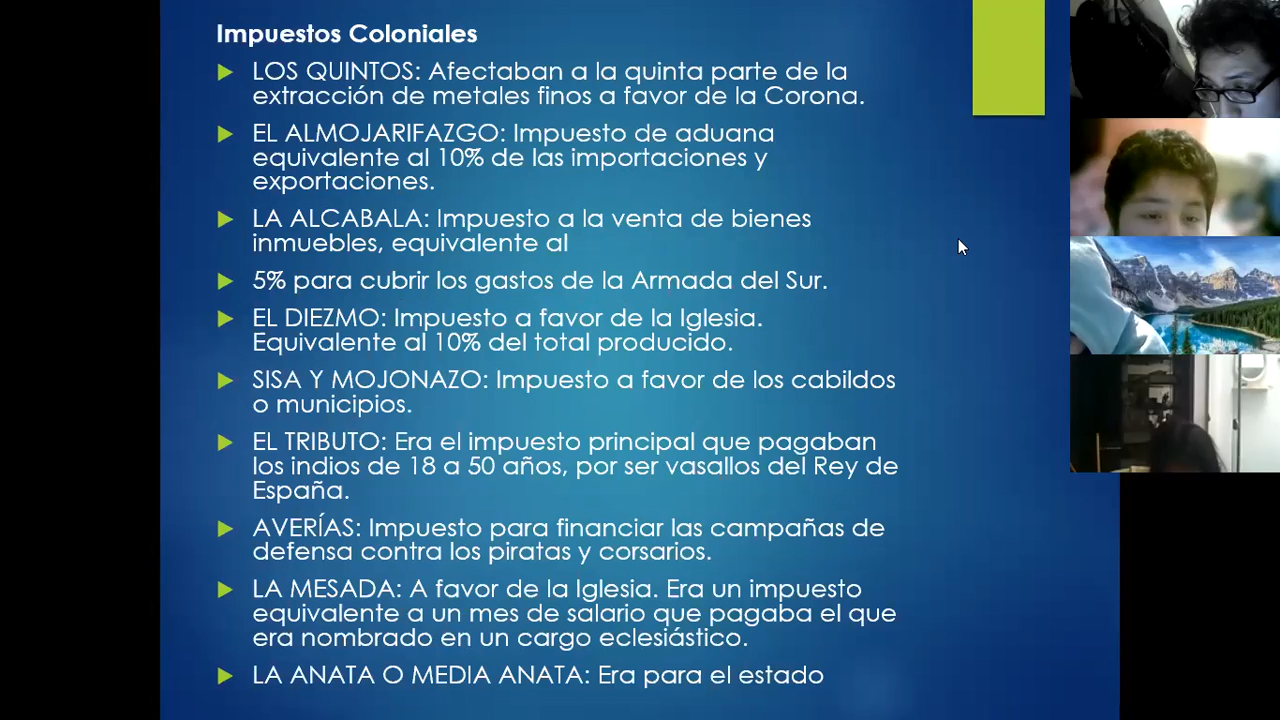 Impuestos Coloniales
LOS QUINTOS: Afectaban a la quinta parte de la
extracción de metales finos a favor de la Corona.
EL ALMOJARIFAZGO: Impuesto de aduana
equivalente al 10% de las importaciones y
exportaciones.
LA ALCABALA: Impuesto a la venta de bienes
inmuebles, equivalente al
5% para cubrir los gastos de la Armada del Sur.
EL DIEZMO: Impuesto a favor de la Iglesia.
Equivalente al 10% del total producido.
SISA Y MOJONAZO: Impuesto a favor de los cabildos
o municipios.
EL TRIBUTO: Era el impuesto principal que pagaban
los indios de 18 a 50 años, por ser vasallos del Rey de
España.
AVERÍAS: Impuesto para financiar las campañas de
defensa contra los piratas y corsarios.
LA MESADA: A favor de la Iglesia. Era un impuesto
equivalente a un mes de salario que pagaba el que
era nombrado en un cargo eclesiástico.
LA ANATA O MEDIA ANATA: Era para el estado